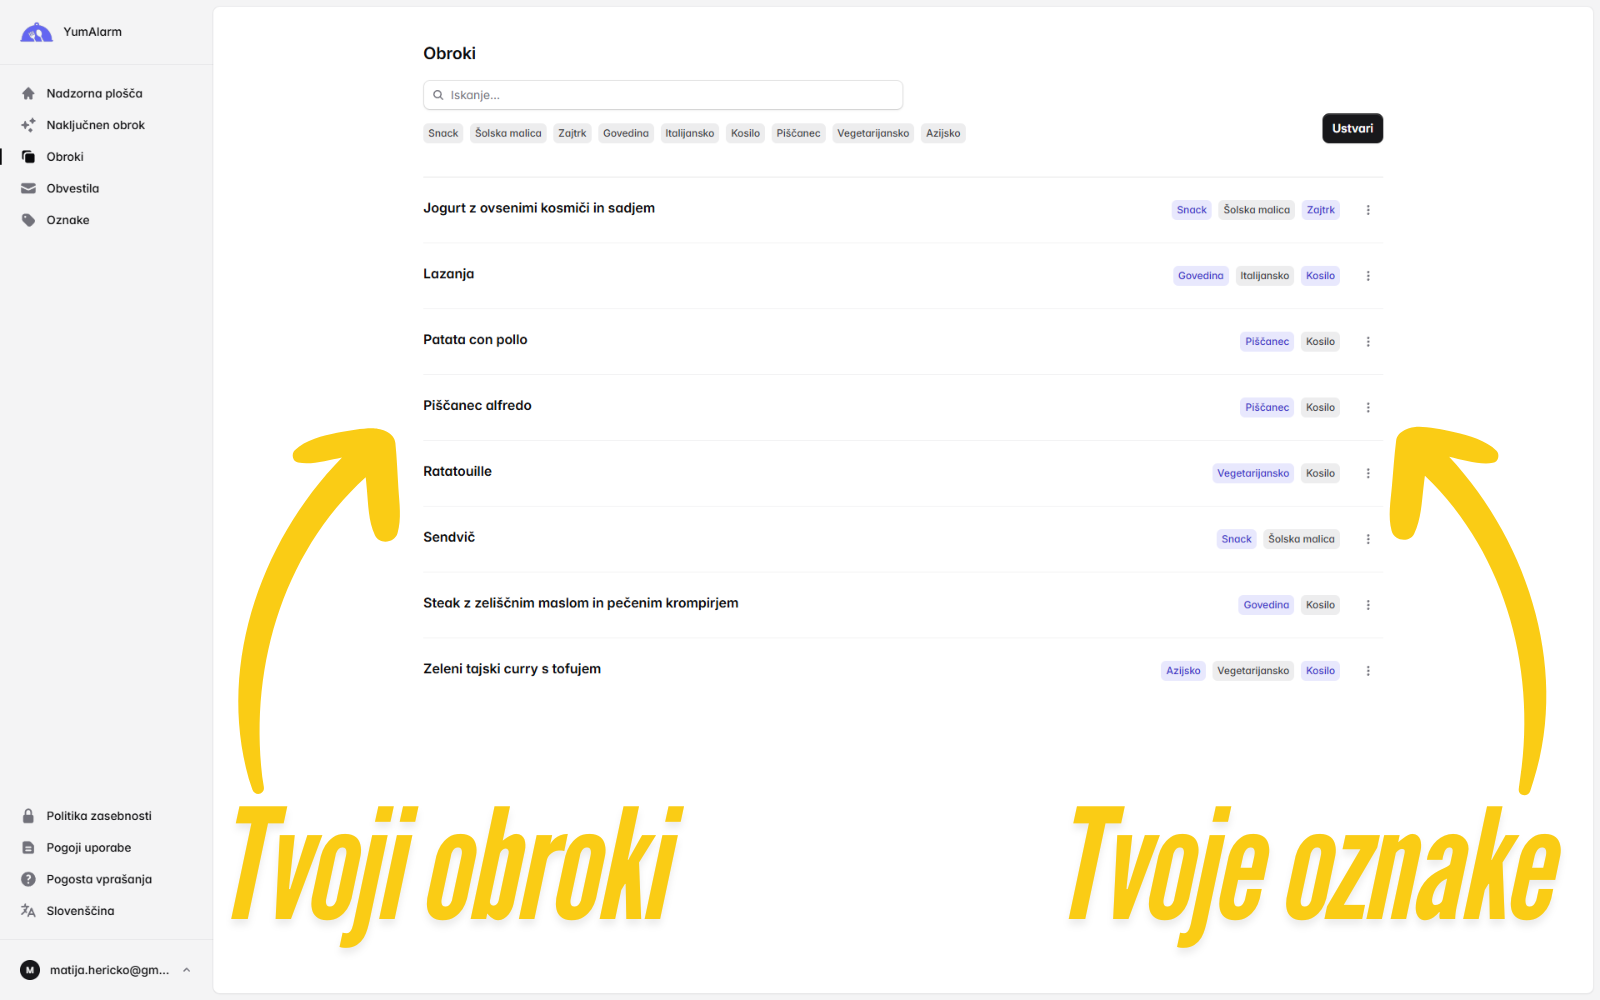 YumAlarm
Nadzorna plošča
Naključnen obrok
Obroki
Obvestila
Oznake
Politika zasebnosti
Pogoji uporabe
Pogosta vprašanja
Slovenščina
M matija.hericko@gm...
Obroki
Iskanje...
Snack Šolska malica Zajtrk Govedina Italijansko Kosilo Piščanec Vegetarijansko Azijsko
Ustvari
Jogurt z ovsenimi kosmiči in sadjem Snack Šolska malica Zajtrk
Lazanja Govedina Italijansko Kosilo
Patata con pollo Piščanec Kosilo
Piščanec alfredo Piščanec Kosilo
Ratatouille Vegetarijansko Kosilo
Sendvič Snack Šolska malica
Steak z zeliščnim maslom in pečenim krompirjem Govedina Kosilo
Zeleni tajski curry s tofujem Azijsko Vegetarijansko Kosilo
Tvoji obroki
Tvoje oznake